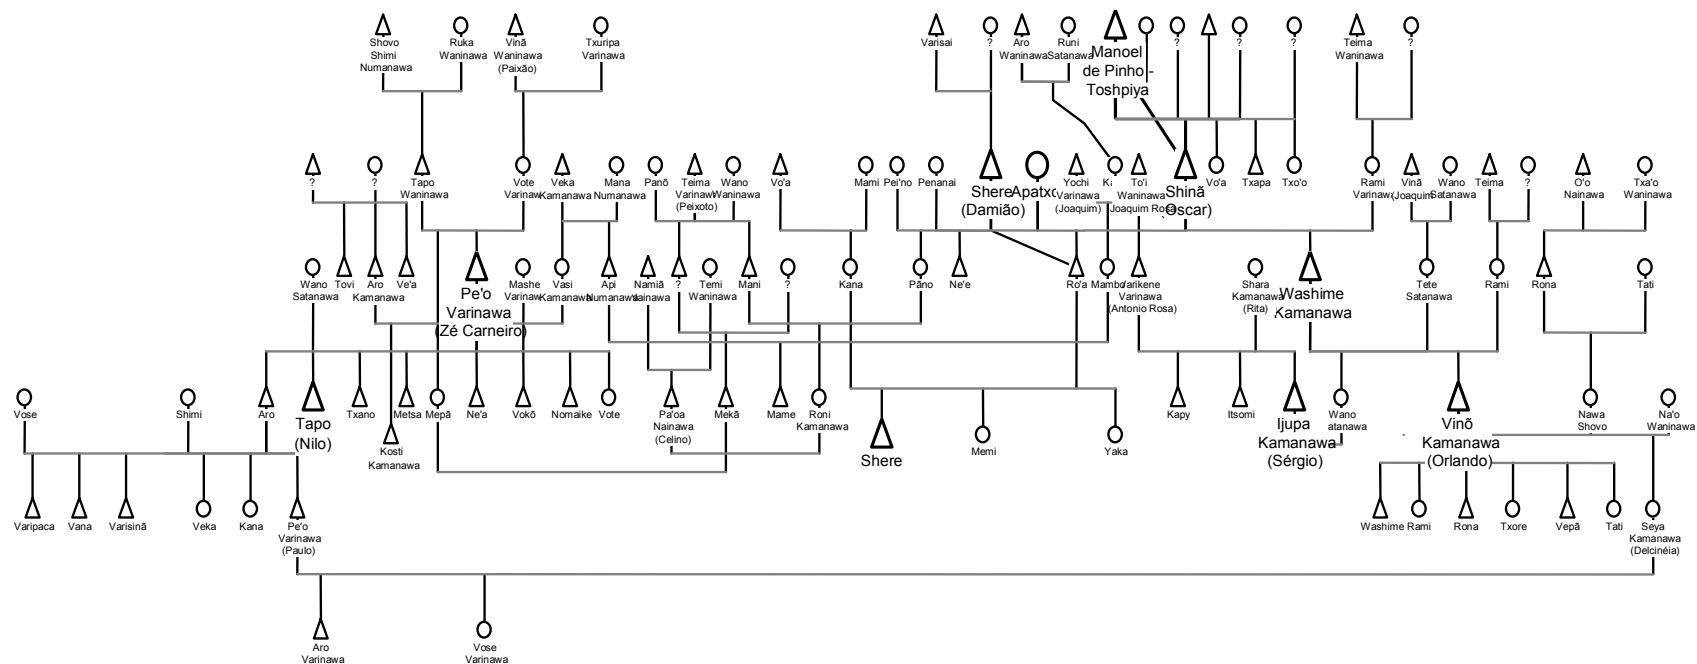 Shovo
Shimi
Numanawa
Ruka
Waninawa
Vinã
Waninawa
(Paixão)
Txuripa
Varinawa
Varisai
?
Aro
Waninawa
Runi
Satanawa
Manoel
de Pinho -
Toshpiya
?
?
?
Teima
Waninawa
?
?
?
Tapo
Waninawa
Vote
Varinawa
Veka
Kamanawa
Mana
Numanawa
Panõ
Teima
Varinawa
(Peixoto)
Wano
Waninawa
Vo'a
Mami
Pei'no
Penanai
Shere
(Damião)
Apatxo
Yochi
Varinawa
(Joaquim)
To'i
Waninawa
Joaquim Rosa
Shinã
(Oscar)
Vo'a
Txapa
Txo'o
Rami
Varinawa
Vinã
(Joaquim)
Wano
Satanawa
Teima
?
O'o
Nainawa
Txa'o
Waninawa
Wano
Satanawa
Tovi
Aro
Kamanawa
Ve'a
Pe'o
Varinawa
(Zé Carneiro)
Mashe
Varinawa
Vasi
Kamanawa
Api
Numanawa
Namiã
Nainawa
?
Temi
Waninawa
Mani
?
Kana
Pãno
Ne'e
Ro'a
Mambo
Varikene
Varinawa
(Antonio Rosa)
Shara
Kamanawa
(Rita)
Washime
Kamanawa
Tete
Satanawa
Rami
Rona
Tati
Vose
Shimi
Aro
Tapo
(Nilo)
Txano
Metsa
Mepã
Ne'a
Vokõ
Nomaike
Vote
Pa'oa
Nainawa
(Celino)
Mekã
Mame
Roni
Kamanawa
Kosti
Kamanawa
Shere
Memi
Yaka
Kapy
Itsomi
Ijupa
Kamanawa
(Sérgio)
Wano
atanawa
Vinõ
Kamanawa
(Orlando)
Nawa
Shovo
Na'o
Waninawa
Varipaca
Vana
Varisinã
Veka
Kana
Pe'o
Varinawa
(Paulo)
Washime
Rami
Rona
Txore
Vepã
Tati
Seya
Kamanawa
(Delcinéia)
Aro
Varinawa
Vose
Varinawa